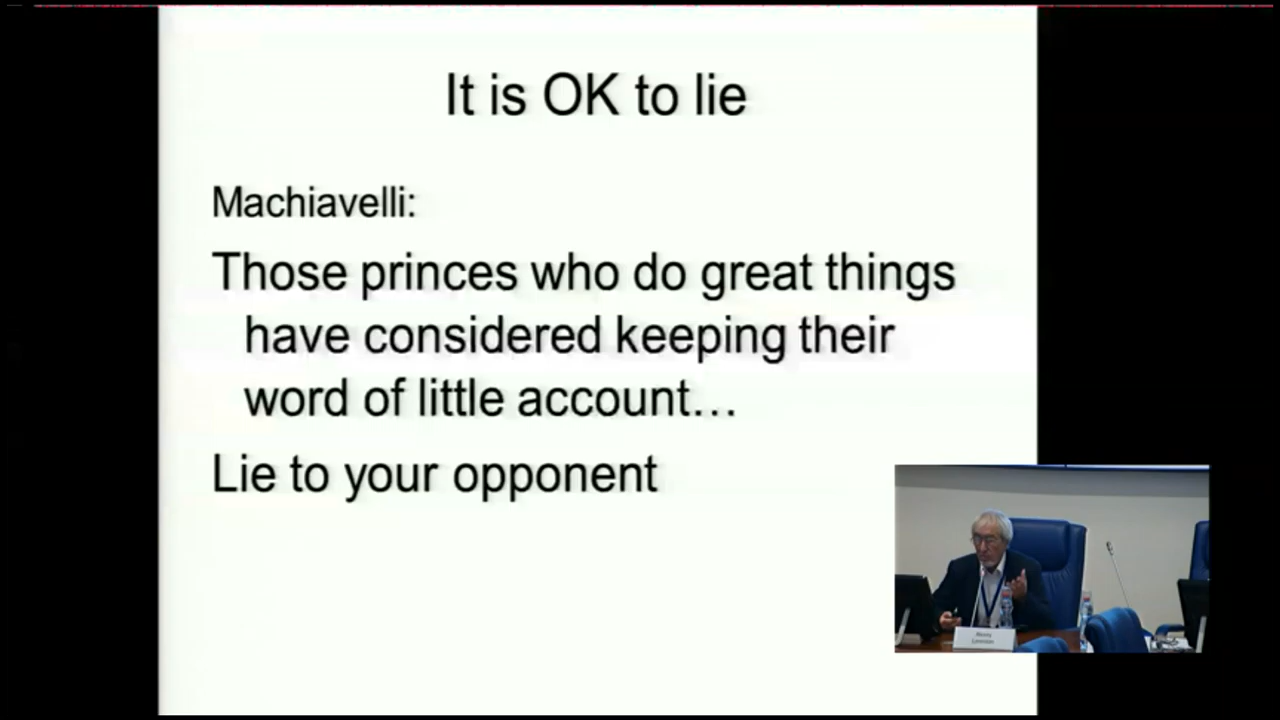 It is OK to lie
Machiavelli:
Those princes who do great things
have considered keeping their
word of little account…
Lie to your opponent